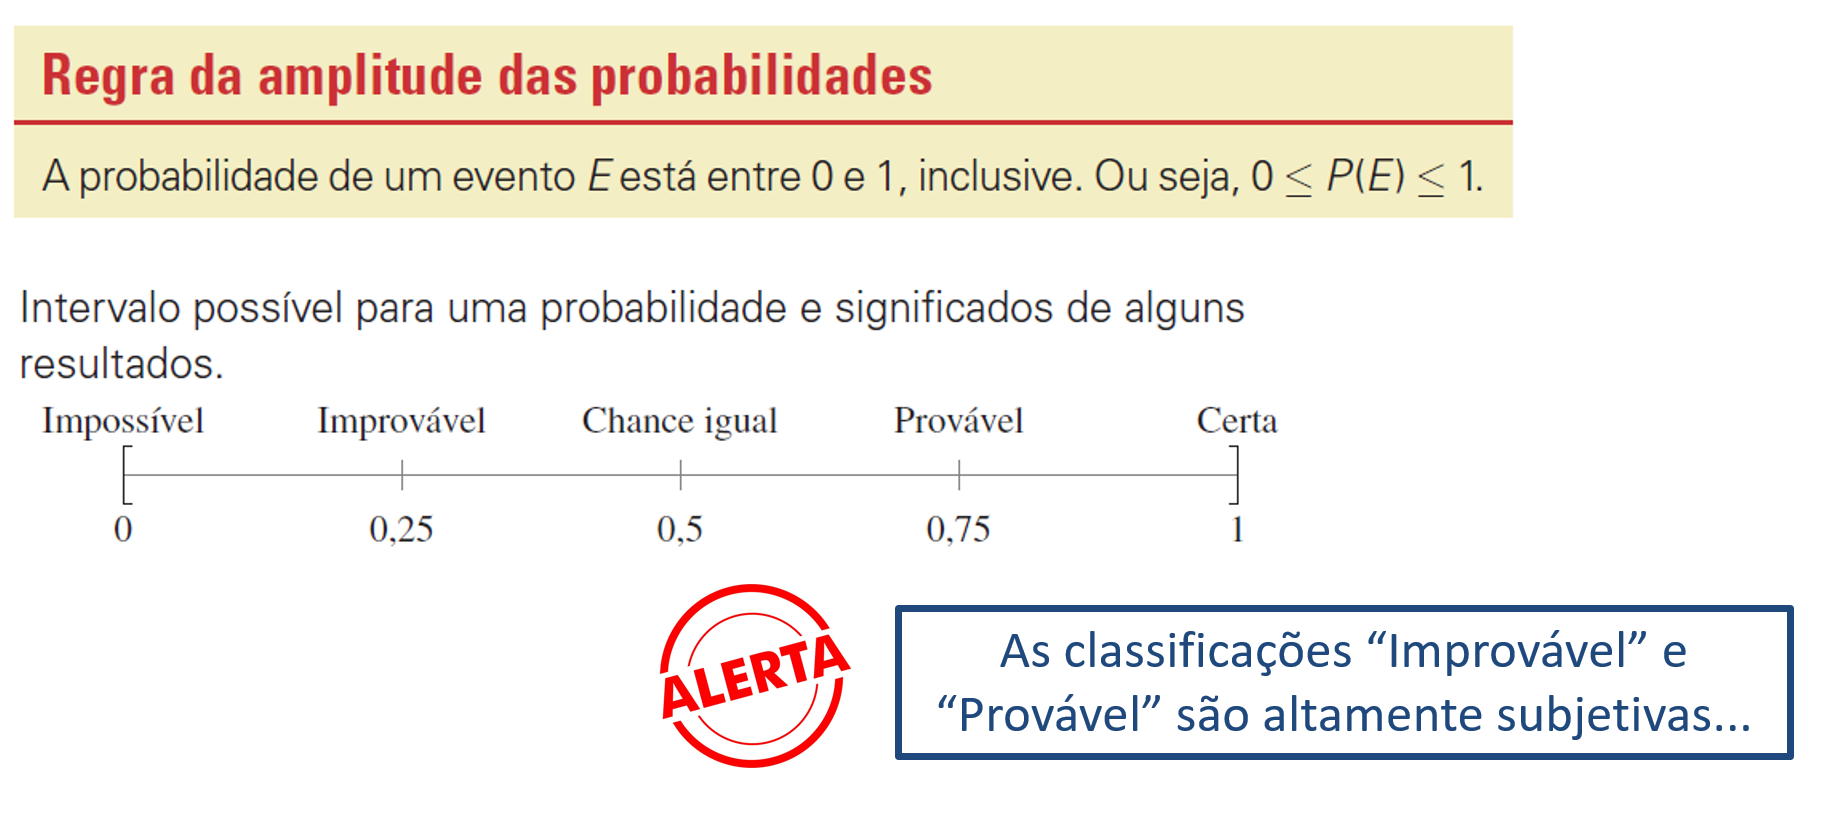 Regra da amplitude das probabilidades
A probabilidade de um evento E está entre 0 e 1, inclusive. Ou seja, 0 ≤ P(E) ≤ 1.
Intervalo possível para uma probabilidade e significados de alguns
resultados.
Impossível Improvável Chance igual Provável Certa
0 0,25 0,5 0,75 1
ALERTA
As classificações “Improvável” e
“Provável” são altamente subjetivas...